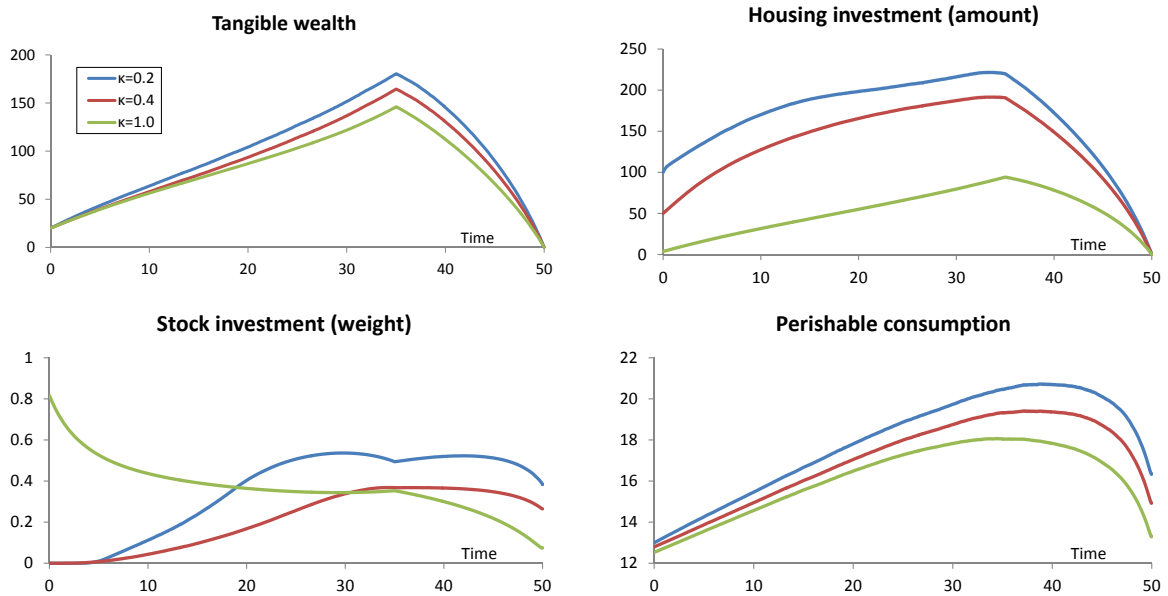 Tangible wealth
200
150
100
50
0
κ=0.2
κ=0.4
κ=1.0
Time
0 10 20 30 40 50
Housing investment (amount)
250
200
150
100
50
0
Time
0 10 20 30 40 50
Stock investment (weight)
1
0.8
0.6
0.4
0.2
0
Time
0 10 20 30 40 50
Perishable consumption
22
20
18
16
14
12
Time
0 10 20 30 40 50